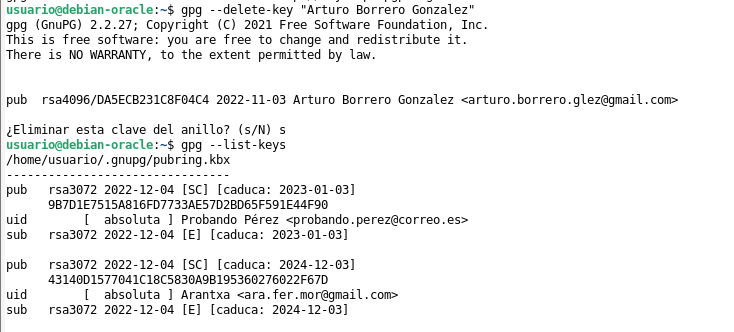 usuario@debian-oracle:~$ gpg --delete-key "Arturo Borrero Gonzalez"
gpg (GnuPG) 2.2.27; Copyright (C) 2021 Free Software Foundation, Inc.
This is free software: you are free to change and redistribute it.
There is NO WARRANTY, to the extent permitted by law.
pub  rsa4096/DA5ECB231C8F04C4 2022-11-03 Arturo Borrero Gonzalez <arturo.borrero.glez@gmail.com>
¿Eliminar esta clave del anillo? (s/N) s
usuario@debian-oracle:~$ gpg --list-keys
/home/usuario/.gnupg/pubring.kbx
--------------------------------
pub   rsa3072 2022-12-04 [SC] [caduca: 2023-01-03]
      9B7D1E7515A816FD7733AE57D2BD65F591E44F90
uid        [  absoluta ] Probando Pérez <probando.perez@correo.es>
sub   rsa3072 2022-12-04 [E] [caduca: 2023-01-03]
pub   rsa3072 2022-12-04 [SC] [caduca: 2024-12-03]
      43140D1577041C18C5830A9B195360276022F67D
uid        [  absoluta ] Arantxa <ara.fer.mor@gmail.com>
sub   rsa3072 2022-12-04 [E] [caduca: 2024-12-03]